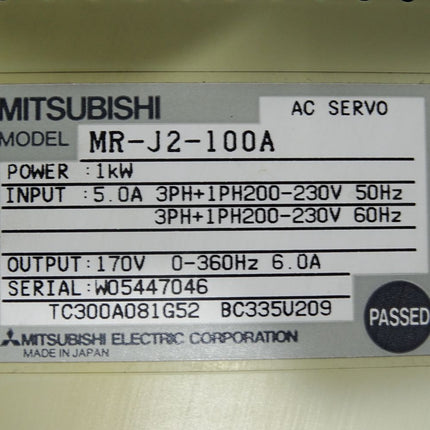 MITSUBISHI AC SERVO
MODEL MR-J2-100A
POWER :1kW
INPUT :5.0A 3PH+1PH200-230V 50Hz
3PH+1PH200-230V 60Hz
OUTPUT:170V 0-360Hz 6.0A
SERIAL:W05447046
TC300A081G52 BC335U209
PASSED
MITSUBISHI ELECTRIC CORPORATION
MADE IN JAPAN